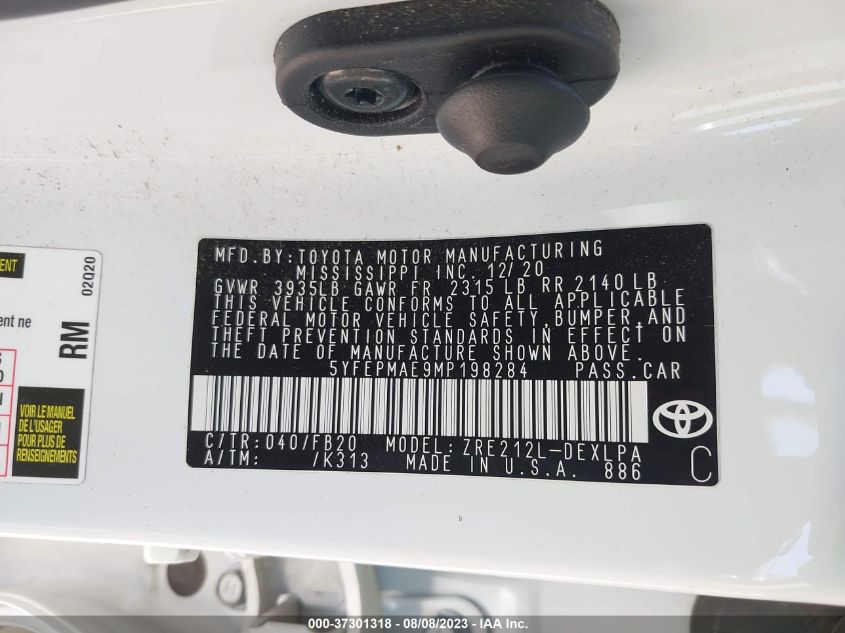 ENT
02020
RM
ent ne
S
D
N
VOIR LE MANUEL
DE L'USAGER
POUR PLUS DE
RENSEIGNEMENTS
MFD.BY:TOYOTA MOTOR MANUFACTURING
MISSISSIPPI INC. 12/20
GVWR 3935LB GAWR FR 2315 LB RR 2140 LB
THIS VEHICLE CONFORMS TO ALL APPLICABLE
FEDERAL MOTOR VEHICLE SAFETY,BUMPER,AND
THEFT PREVENTION STANDARDS IN EFFECT ON
THE DATE OF MANUFACTURE SHOWN ABOVE.
5YFEPMAE9MP198284 PASS.CAR
C/TR:040/FB20 MODEL:ZRE212L-DEXLPA
A/TM: /K313 MADE IN U.S.A. 886
C
000-37301318 - 08/08/2023 - IAA Inc.